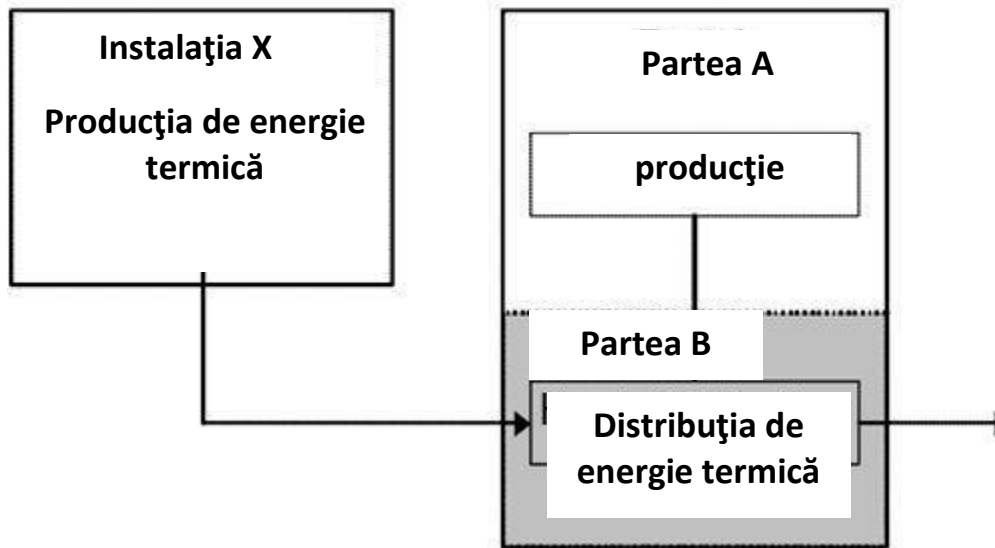 Instalaţia X
Producţia de energie
termică
Partea A
producţie
Partea B
Distribuţia de
energie termică